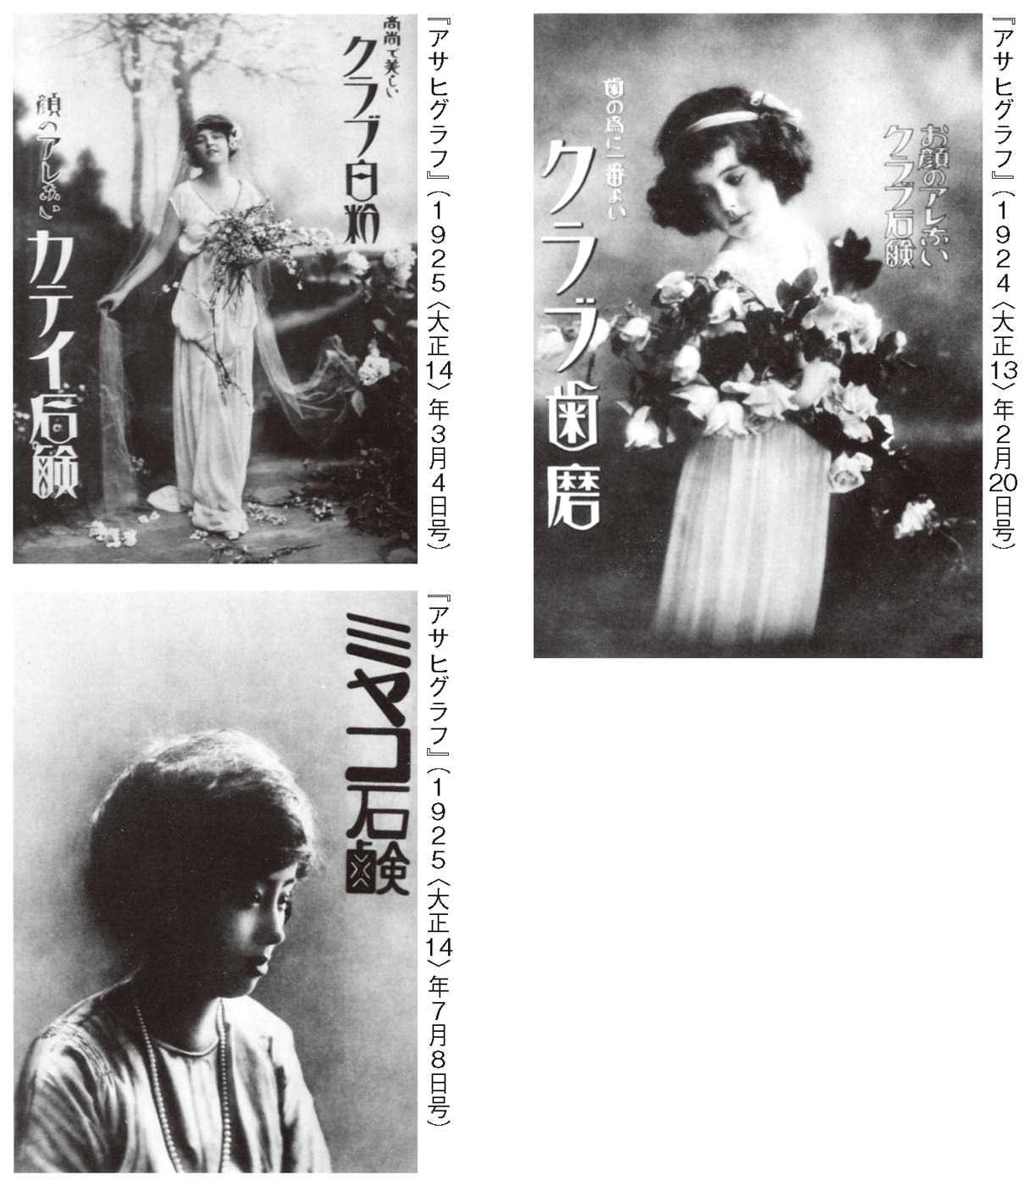 『アサヒグラフ』（1924〈大正13〉年2月20日号）
お顔のアレない
クラブ石鹸
歯の為に一番よい
クラブ歯磨
『アサヒグラフ』（1925〈大正14〉年3月4日号）
高尚で美しい
クラブ白粉
顔のアレない
カテイ石鹸
『アサヒグラフ』（1925〈大正14〉年7月8日号）
ミヤコ石鹸